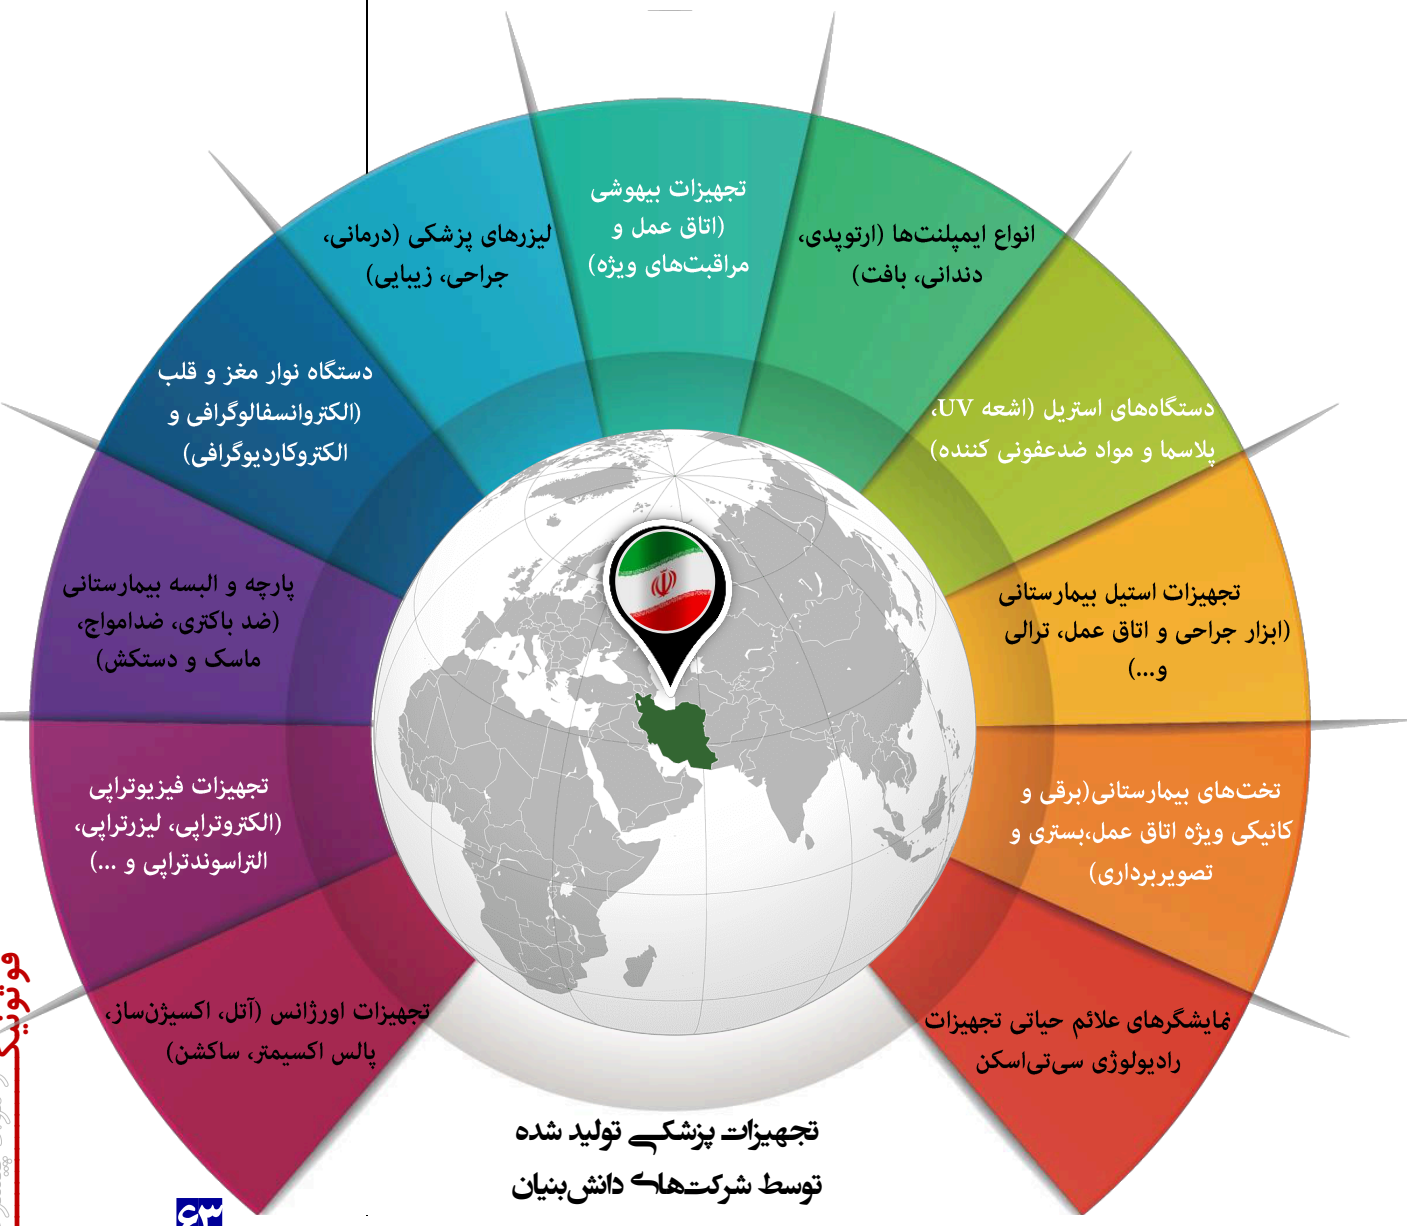 تجهیزات بیهوشی
(اتاق عمل و
مراقبت‌های ویژه)
انواع ایمپلنت‌ها (ارتوپدی،
دندانی، بافت)
لیزرهای پزشکی (درمانی،
جراحی، زیبایی)
دستگاه‌های استریل (اشعه UV،
پلاسما و مواد ضدعفونی کننده)
دستگاه نوار مغز و قلب
(الکتروانسفالوگرافی و
الکتروکاردیوگرافی)
تجهیزات استیل بیمارستانی
(ابزار جراحی و اتاق عمل، ترالی
و...)
پارچه و البسه بیمارستانی
(ضد باکتری، ضدامواج،
ماسک و دستکش)
تخت‌های بیمارستانی(برقی و
کانیکی ویژه اتاق عمل،بستری و
تصویربرداری)
تجهیزات فیزیوتراپی
(الکتروتراپی، لیزرتراپی،
التراسوندتراپی و ...)
نمایشگرهای علائم حیاتی تجهیزات
رادیولوژی سی‌تی‌اسکن
تجهیزات اورژانس (آتل، اکسیژن‌ساز،
پالس اکسیمتر، ساکشن)
تجهیزات پزشکی تولید شده
توسط شرکت‌های دانش‌بنیان
فوتونیک
۶۳